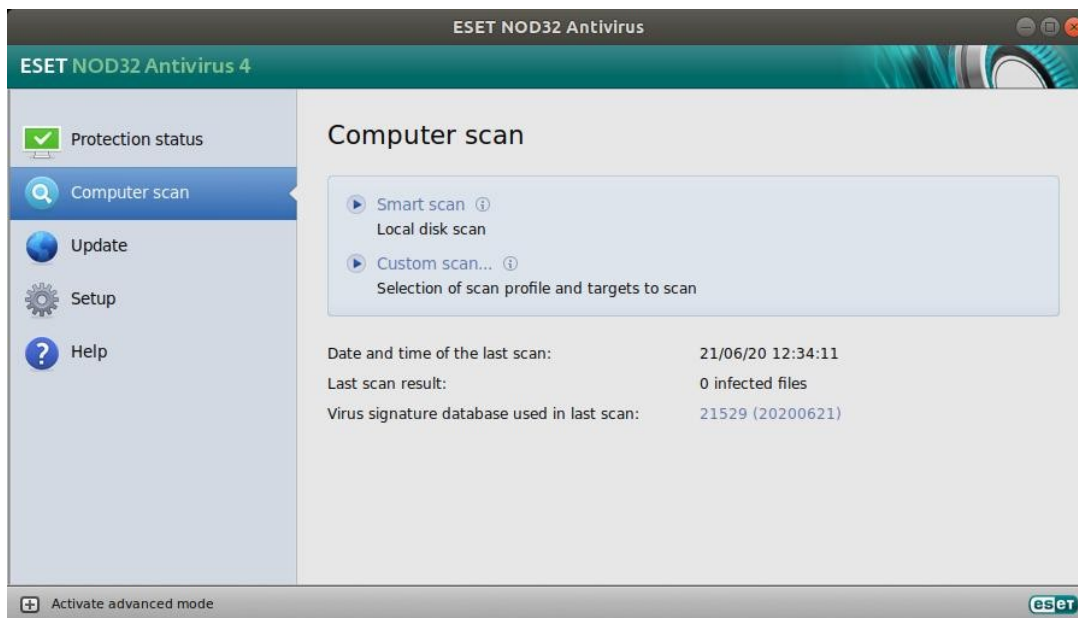 ESET NOD32 Antivirus
ESET NOD32 Antivirus 4
Protection status
Computer scan
Update
Setup
Help
Computer scan
Smart scan
Local disk scan
Custom scan...
Selection of scan profile and targets to scan
Date and time of the last scan: 21/06/20 12:34:11
Last scan result: 0 infected files
Virus signature database used in last scan: 21529 (20200621)
Activate advanced mode
eset